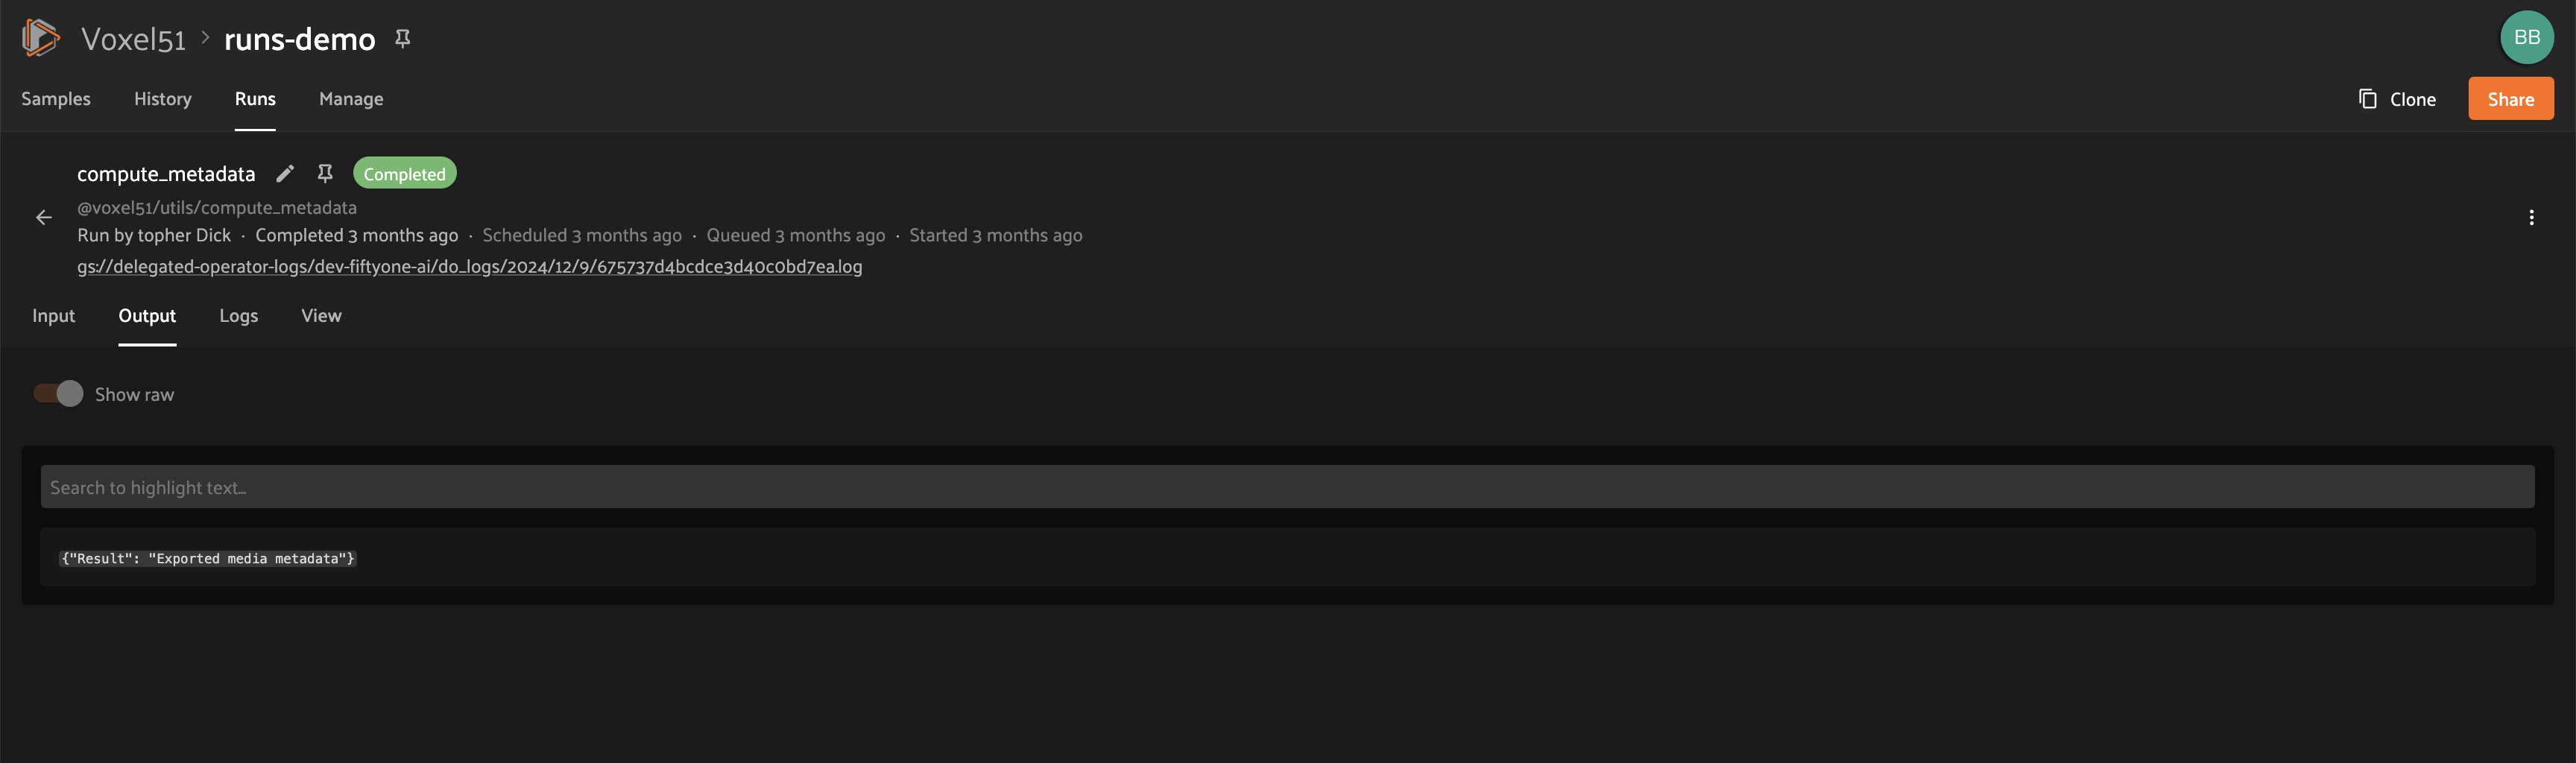 Voxel51 > runs-demo
BB
Samples History Runs Manage
Clone Share
compute_metadata Completed
@voxel51/utils/compute_metadata
Run by topher Dick · Completed 3 months ago · Scheduled 3 months ago · Queued 3 months ago · Started 3 months ago
gs://delegated-operator-logs/dev-fiftyone-ai/do_logs/2024/12/9/675737d4bcdce3d40c0bd7ea.log
Input Output Logs View
Show raw
Search to highlight text…
{"Result": "Exported media metadata"}